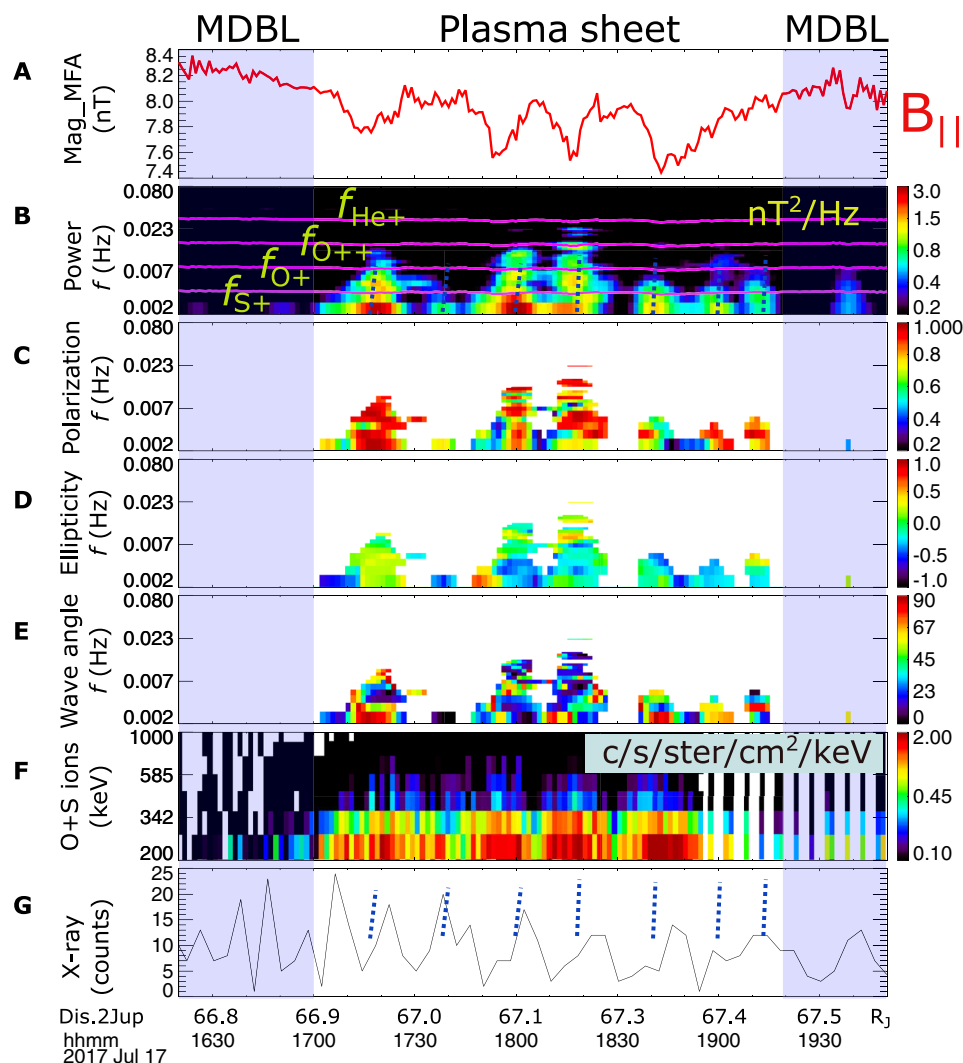 MDBL Plasma sheet MDBL
A
Mag_MFA
(nT)
8.4
8.2
8.0
7.8
7.6
7.4
B||
B
Power
f (Hz)
0.080
0.023
0.007
0.002
fHe+
fO++
fO+
fS+
nT²/Hz
3.0
1.5
0.8
0.4
0.2
C
Polarization
f (Hz)
0.080
0.023
0.007
0.002
1.000
0.8
0.6
0.4
0.2
D
Ellipticity
f (Hz)
0.080
0.023
0.007
0.002
1.0
0.5
0.0
-0.5
-1.0
E
Wave angle
f (Hz)
0.080
0.023
0.007
0.002
90
67
45
23
0
F
O+S ions
(keV)
1000
585
342
200
c/s/ster/cm²/keV
2.00
0.45
0.10
G
X-ray
(counts)
25
20
15
10
5
0
Dis.2Jup 66.8 66.9 67.0 67.1 67.3 67.4 67.5 RJ
hhmm 1630 1700 1730 1800 1830 1900 1930
2017 Jul 17